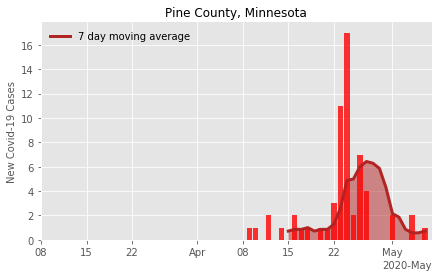 Pine County, Minnesota
7 day moving average
New Covid-19 Cases
16
14
12
10
8
6
4
2
0
08 15 22 Apr 08 15 22 May
2020-May